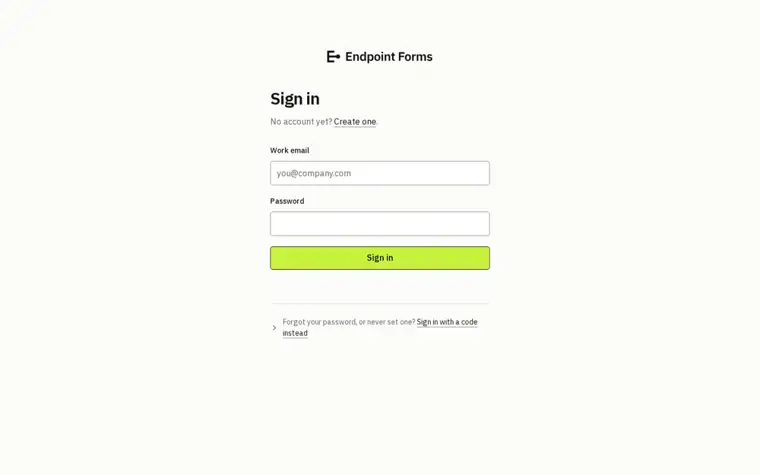 Endpoint Forms
Sign in
No account yet? Create one.
Work email
you@company.com
Password
Sign in
Forgot your password, or never set one? Sign in with a code
instead